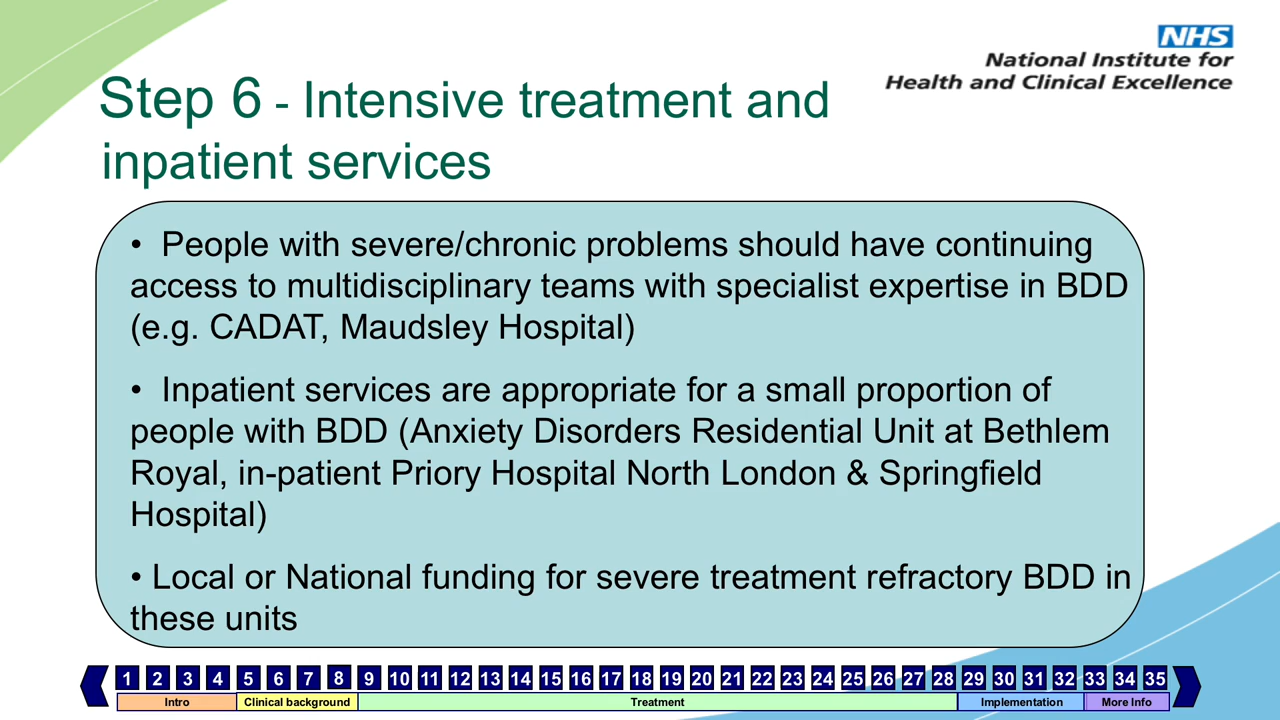 NHS
National Institute for
Health and Clinical Excellence
Step 6 - Intensive treatment and
inpatient services
• People with severe/chronic problems should have continuing
access to multidisciplinary teams with specialist expertise in BDD
(e.g. CADAT, Maudsley Hospital)
• Inpatient services are appropriate for a small proportion of
people with BDD (Anxiety Disorders Residential Unit at Bethlem
Royal, in-patient Priory Hospital North London & Springfield
Hospital)
• Local or National funding for severe treatment refractory BDD in
these units
1 2 3 4 5 6 7 8 9 10 11 12 13 14 15 16 17 18 19 20 21 22 23 24 25 26 27 28 29 30 31 32 33 34 35
Intro Clinical background Treatment Implementation More Info